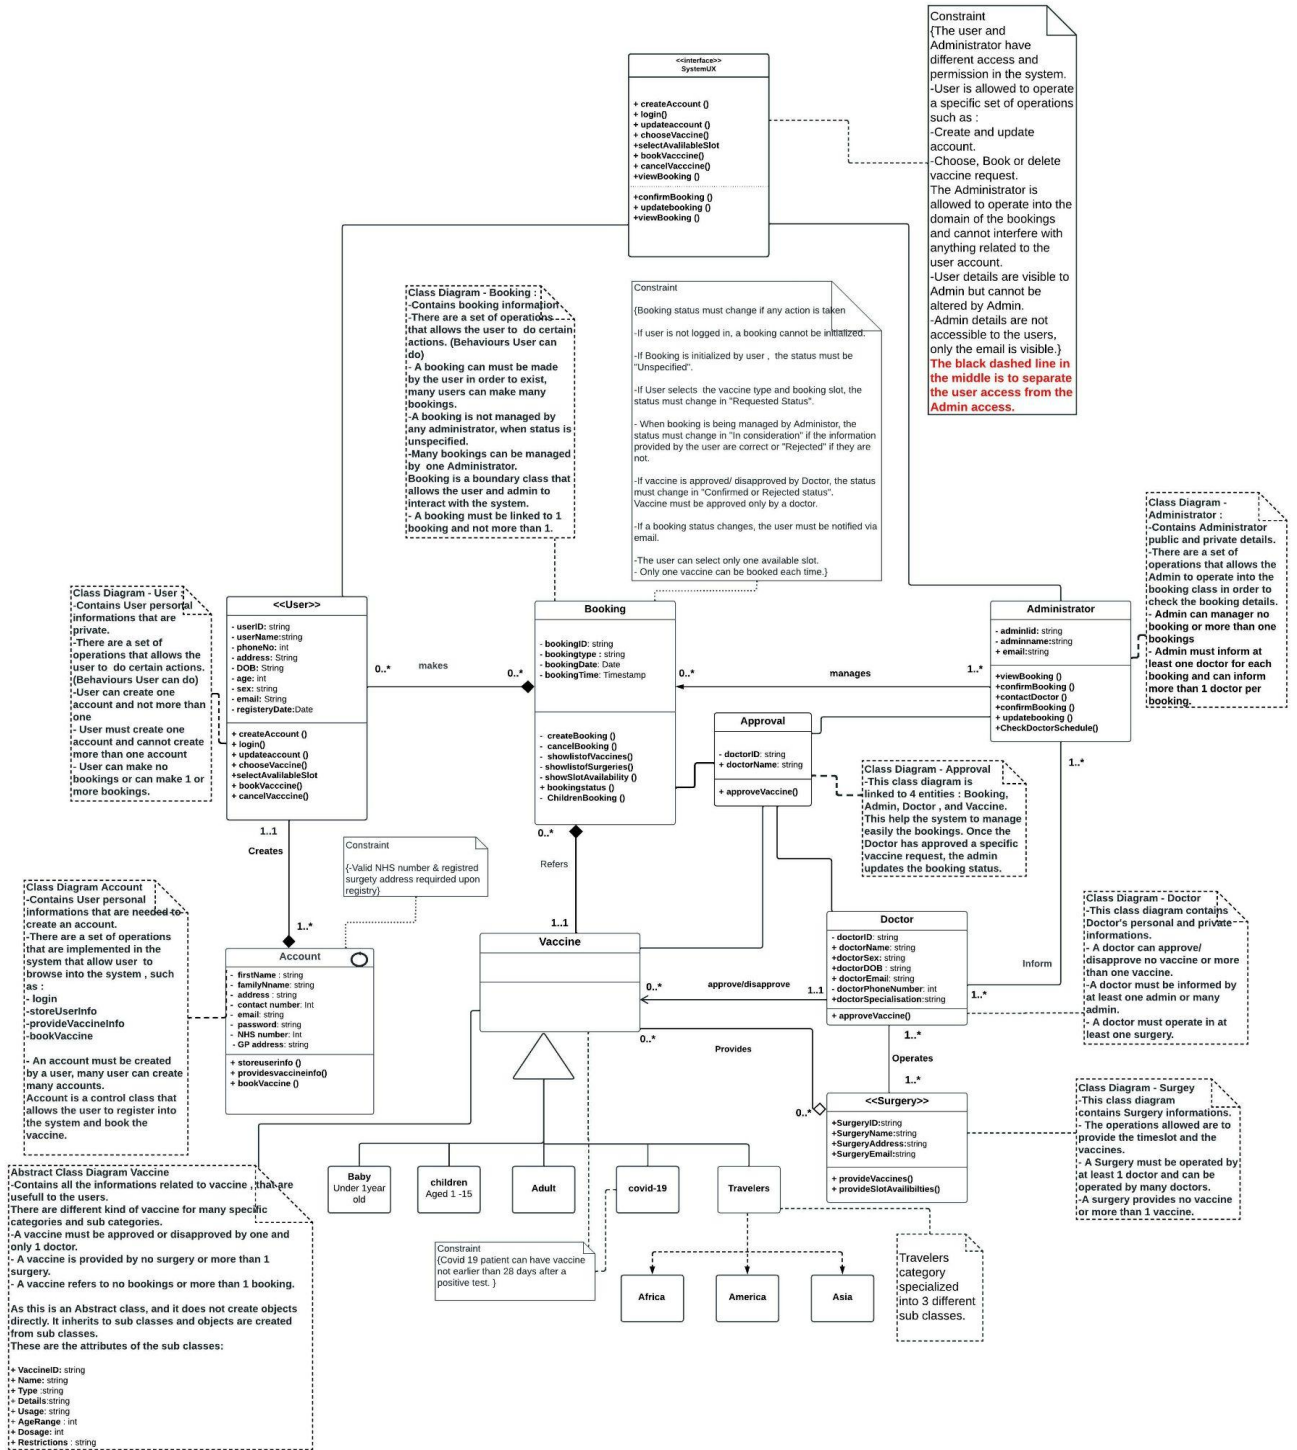 Constraint
{The user and
Administrator have
different access and
permission in the system.
-User is allowed to operate
a specific set of operations
such as :
-Create and update
account.
-Choose, Book or delete
vaccine request.
The Administrator is
allowed to operate into the
domain of the bookings
and cannot interfere with
anything related to the
user account.
-User details are visible to
Admin but cannot be
altered by Admin.
-Admin details are not
accessible to the users,
only the email is visible.}
The black dashed line in
the middle is to separate
the user access from the
Admin access.
<<interface>>
SystemUX
+ createAccount ()
+ login()
+ updateaccount ()
+ chooseVaccine()
+selectAvalilableSlot
+ bookVacccine()
+ cancelVacccine()
+viewBooking ()
+confirmBooking ()
+ updatebooking ()
+viewBooking ()
Class Diagram - Booking :
-Contains booking information
-There are a set of operations
that allows the user to do certain
actions. (Behaviours User can
do)
- A booking can must be made
by the user in order to exist,
many users can make many
bookings.
-A booking is not managed by
any administrator, when status is
unspecified.
-Many bookings can be managed
by one Administrator.
Booking is a boundary class that
allows the user and admin to
interact with the system.
- A booking must be linked to 1
booking and not more than 1.
Constraint
{Booking status must change if any action is taken
-If user is not logged in, a booking cannot be initialized.
-If Booking is initialized by user , the status must be
"Unspecified".
-If User selects the vaccine type and booking slot, the
status must change in "Requested Status".
- When booking is being managed by Administor, the
status must change in "In consideration" if the information
provided by the user are correct or "Rejected" if they are
not.
-If vaccine is approved/ disapproved by Doctor, the status
must change in "Confirmed or Rejected status".
Vaccine must be approved only by a doctor.
-If a booking status changes, the user must be notified via
email.
-The user can select only one available slot.
- Only one vaccine can be booked each time.}
Class Diagram -
Administrator :
-Contains Administrator
public and private details.
-There are a set of
operations that allows the
Admin to operate into the
booking class in order to
check the booking details.
- Admin can manager no
booking or more than one
bookings
- Admin must inform at
least one doctor for each
booking and can inform
more than 1 doctor per
booking.
Class Diagram - User :
-Contains User personal
informations that are
private.
-There are a set of
operations that allows the
user to do certain actions.
(Behaviours User can do)
-User can create one
account and not more than
one
- User must create one
account and cannot create
more than one account
- User can make no
bookings or can make 1 or
more bookings.
<<User>>
- userID: string
- userName:string
- phoneNo: int
- address: String
- DOB: String
- age: int
- sex: string
- email: String
- registeryDate:Date
+ createAccount ()
+ login()
+ updateaccount ()
+ chooseVaccine()
+selectAvalilableSlot
+ bookVacccine()
+ cancelVacccine()
0..*
makes
0..*
Booking
- bookingID: string
- bookingtype : string
- bookingDate: Date
- bookingTime: Timestamp
- createBooking ()
- cancelBooking ()
- showlistofVaccines()
- showlistofSurgeries()
- showSlotAvailability ()
+ bookingstatus ()
- ChildrenBooking ()
0..*
manages
1..*
Administrator
- adminIid: string
- adminname:string
+ email:string
+viewBooking ()
+confirmBooking ()
+contactDoctor ()
+confirmBooking ()
+ updatebooking ()
+CheckDoctorSchedule()
1..*
Approval
- doctorID: string
+ doctorName: string
+ approveVaccine()
Class Diagram - Approval
-This class diagram is
linked to 4 entities : Booking,
Admin, Doctor , and Vaccine.
This help the system to manage
easily the bookings. Once the
Doctor has approved a specific
vaccine request, the admin
updates the booking status.
1..1
Creates
1..*
0..*
Refers
1..1
Constraint
{-Valid NHS number & registred
surgety address requirded upon
registry}
Class Diagram Account
-Contains User personal
informations that are needed to
create an account.
-There are a set of operations
that are implemented in the
system that allow user to
browse into the system , such
as :
- login
-storeUserInfo
-provideVaccineInfo
-bookVaccine
- An account must be created
by a user, many user can create
many accounts.
Account is a control class that
allows the user to register into
the system and book the
vaccine.
Account
- firstName : string
- familyNname: string
- address : string
- contact number: Int
- email: string
- password: string
- NHS number: Int
- GP address: string
+ storeuserinfo ()
+ providesvaccineinfo()
+ bookVaccine ()
Vaccine
0..*
approve/disapprove
1..1
Doctor
- doctorID: string
+ doctorName: string
+doctorSex: string
+doctorDOB : string
+ doctorEmail: string
- doctorPhoneNumber: int
+doctorSpecialisation:string
+ approveVaccine()
Inform
1..*
Class Diagram - Doctor
-This class diagram contains
Doctor's personal and private
informations.
- A doctor can approve/
disapprove no vaccine or more
than one vaccine.
-A doctor must be informed by
at least one admin or many
admin.
- A doctor must operate in at
least one surgery.
0..*
Provides
0..*
1..*
Operates
1..*
<<Surgery>>
+SurgeryID:string
+SurgeryName:string
+SurgeryAddress:string
+SurgeryEmail:string
+ provideVaccines()
+ provideSlotAvailibilties()
Class Diagram - Surgey
-This class diagram
contains Surgery informations.
- The operations allowed are to
provide the timeslot and the
vaccines.
- A Surgery must be operated by
at least 1 doctor and can be
operated by many doctors.
-A surgery provides no vaccine
or more than 1 vaccine.
Abstract Class Diagram Vaccine
-Contains all the informations related to vaccine , that are
usefull to the users.
There are different kind of vaccine for many specific
categories and sub categories.
-A vaccine must be approved or disapproved by one and
only 1 doctor.
- A vaccine is provided by no surgery or more than 1
surgery.
- A vaccine refers to no bookings or more than 1 booking.
As this is an Abstract class, and it does not create objects
directly. It inherits to sub classes and objects are created
from sub classes.
These are the attributes of the sub classes:
+ VaccineID: string
+ Name: string
+ Type :string
+ Details:string
+ Usage: string
+ AgeRange : int
+ Dosage: int
+ Restrictions : string
Baby
Under 1year
old
children
Aged 1 -15
Adult
covid-19
Travelers
Constraint
{Covid 19 patient can have vaccine
not earlier than 28 days after a
positive test. }
Africa
America
Asia
Travelers
category
specialized
into 3 different
sub classes.